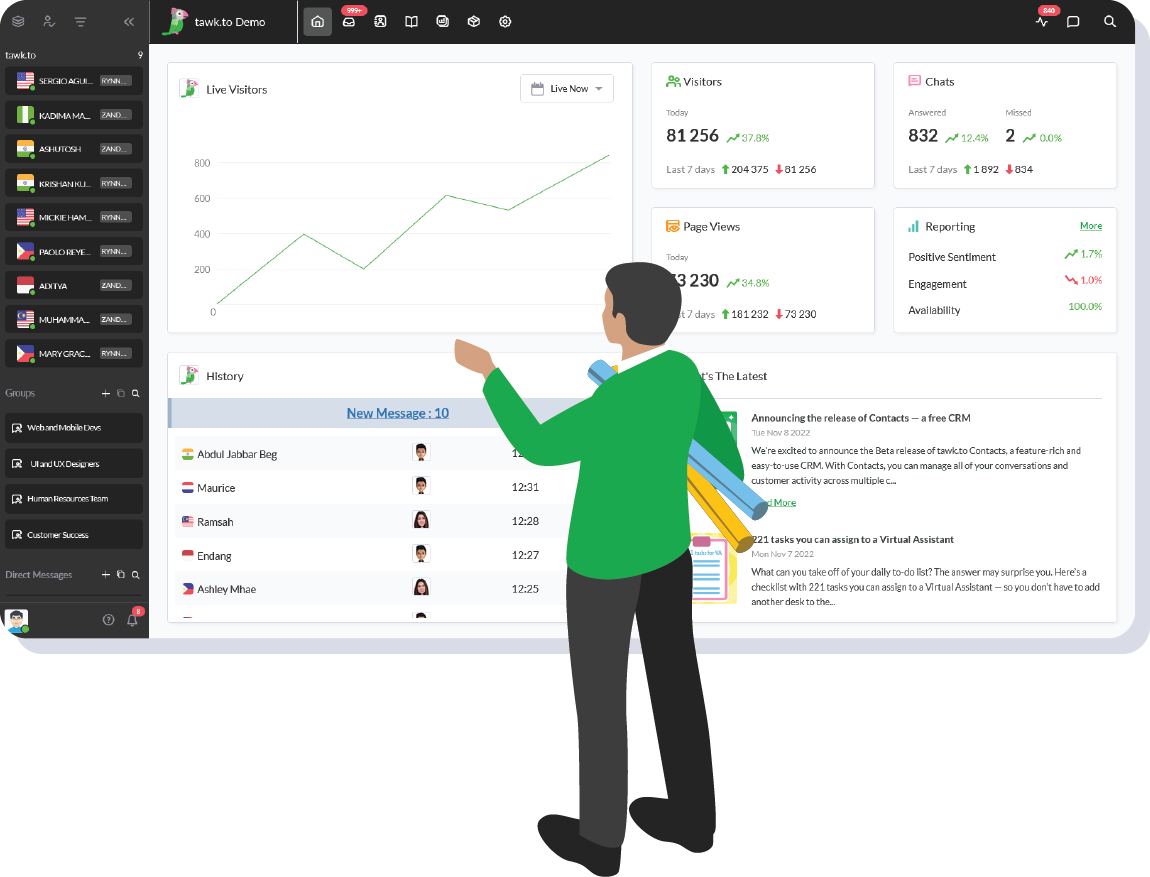 tawk.to Demo
999+
840
tawk.to
9
SERGIO AGUI...
RYNN...
KADIMA MA...
ZAND...
ASHUTOSH
ZAND...
KRISHAN KU...
RYNN...
MICKIE HAM...
RYNN...
PAOLO REYE...
RYNN...
ADITYA
ZAND...
MUHAMMA...
ZAND...
MARY GRAC...
RYNN...
Groups
Web and Mobile Devs
UI and UX Designers
Human Resources Team
Customer Success
Direct Messages
8
Live Visitors
Live Now
800
600
400
200
0
Visitors
Today
81 256
37.8%
Last 7 days 204 375 81 256
Chats
Answered
Missed
832
12.4%
2
0.0%
Last 7 days 1 892 834
Page Views
Today
3 230
34.8%
7 days 181 232 73 230
Reporting
More
Positive Sentiment
1.7%
Engagement
1.0%
Availability
100.0%
History
New Message : 10
Abdul Jabbar Beg
12
Maurice
12:31
Ramsah
12:28
Endang
12:27
Ashley Mhae
12:25
t's The Latest
Announcing the release of Contacts — a free CRM
Tue Nov 8 2022
We're excited to announce the Beta release of tawk.to Contacts, a feature-rich and
easy-to-use CRM. With Contacts, you can manage all of your conversations and
customer activity across multiple c...
d More
221 tasks you can assign to a Virtual Assistant
Mon Nov 7 2022
What can you take off of your daily to-do list? The answer may surprise you. Here's a
checklist with 221 tasks you can assign to a Virtual Assistant — so you don't have to add
another desk to the...